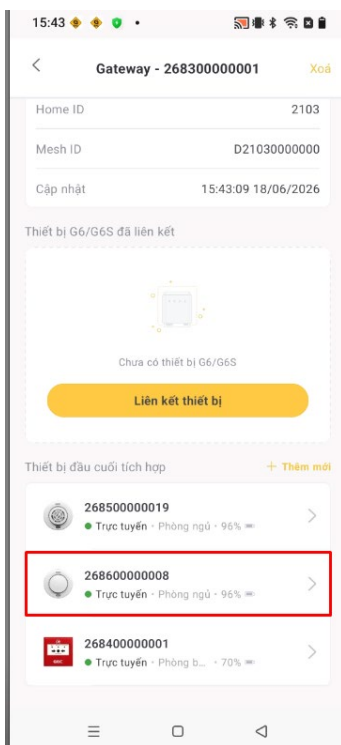 15:43
Gateway - 268300000001
Xoá
Home ID 2103
Mesh ID D21030000000
Cập nhật 15:43:09 18/06/2026
Thiết bị G6/G6S đã liên kết
Chưa có thiết bị G6/G6S
Liên kết thiết bị
Thiết bị đầu cuối tích hợp + Thêm mới
268500000019
Trực tuyến - Phòng ngủ - 96%
268600000008
Trực tuyến - Phòng ngủ - 96%
268400000001
Trực tuyến - Phòng b... - 70%